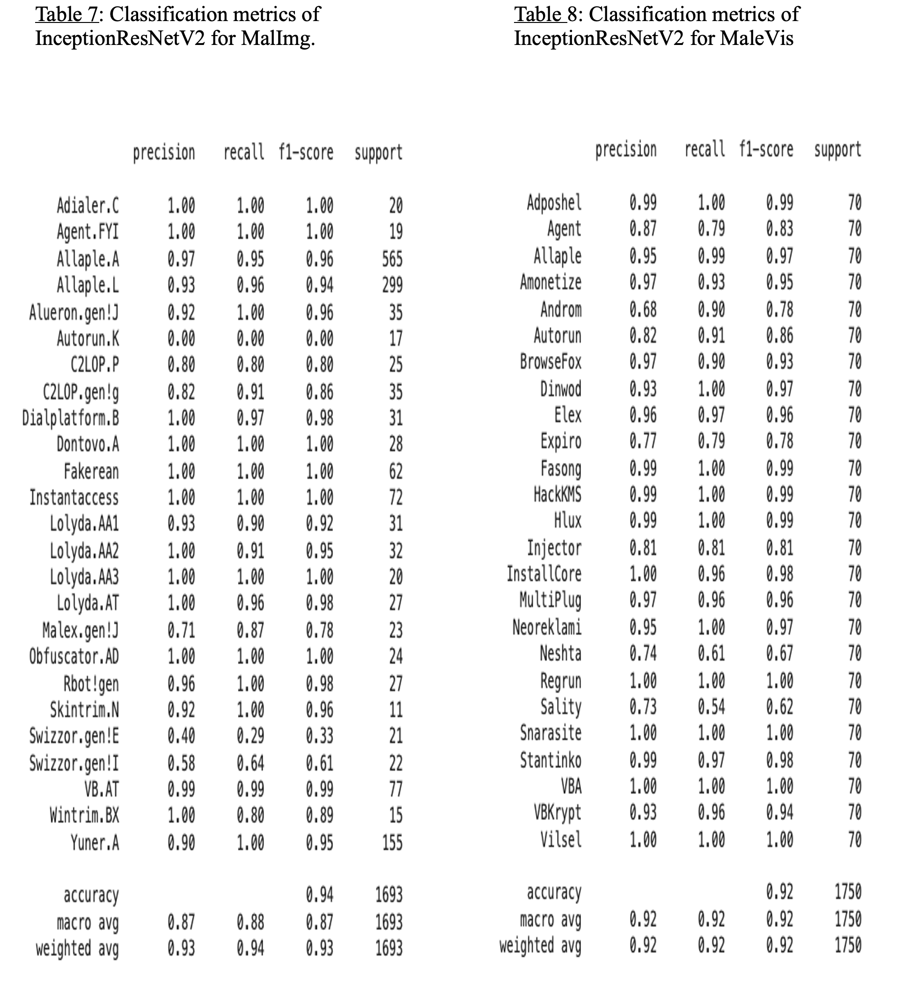 Table 7: Classification metrics of
InceptionResNetV2 for MalImg.
precision recall f1-score support
Adialer.C 1.00 1.00 1.00 20
Agent.FYI 1.00 1.00 1.00 19
Allaple.A 0.97 0.95 0.96 565
Allaple.L 0.93 0.96 0.94 299
Alueron.gen!J 0.92 1.00 0.96 35
Autorun.K 0.00 0.00 0.00 17
C2LOP.P 0.80 0.80 0.80 25
C2LOP.gen!g 0.82 0.91 0.86 35
Dialplatform.B 1.00 0.97 0.98 31
Dontovo.A 1.00 1.00 1.00 28
Fakerean 1.00 1.00 1.00 62
Instantaccess 1.00 1.00 1.00 72
Lolyda.AA1 0.93 0.90 0.92 31
Lolyda.AA2 1.00 0.91 0.95 32
Lolyda.AA3 1.00 1.00 1.00 20
Lolyda.AT 1.00 0.96 0.98 27
Malex.gen!J 0.71 0.87 0.78 23
Obfuscator.AD 1.00 1.00 1.00 24
Rbot!gen 0.96 1.00 0.98 27
Skintrim.N 0.92 1.00 0.96 11
Swizzor.gen!E 0.40 0.29 0.33 21
Swizzor.gen!I 0.58 0.64 0.61 22
VB.AT 0.99 0.99 0.99 77
Wintrim.BX 1.00 0.80 0.89 15
Yuner.A 0.90 1.00 0.95 155
accuracy 0.94 1693
macro avg 0.87 0.88 0.87 1693
weighted avg 0.93 0.94 0.93 1693
Table 8: Classification metrics of
InceptionResNetV2 for MaleVis
precision recall f1-score support
Adposhel 0.99 1.00 0.99 70
Agent 0.87 0.79 0.83 70
Allaple 0.95 0.99 0.97 70
Amonetize 0.97 0.93 0.95 70
Androm 0.68 0.90 0.78 70
Autorun 0.82 0.91 0.86 70
BrowseFox 0.97 0.90 0.93 70
Dinwod 0.93 1.00 0.97 70
Elex 0.96 0.97 0.96 70
Expiro 0.77 0.79 0.78 70
Fasong 0.99 1.00 0.99 70
HackKMS 0.99 1.00 0.99 70
Hlux 0.99 1.00 0.99 70
Injector 0.81 0.81 0.81 70
InstallCore 1.00 0.96 0.98 70
MultiPlug 0.97 0.96 0.96 70
Neoreklami 0.95 1.00 0.97 70
Neshta 0.74 0.61 0.67 70
Regrun 1.00 1.00 1.00 70
Sality 0.73 0.54 0.62 70
Snarasite 1.00 1.00 1.00 70
Stantinko 0.99 0.97 0.98 70
VBA 1.00 1.00 1.00 70
VBKrypt 0.93 0.96 0.94 70
Vilsel 1.00 1.00 1.00 70
accuracy 0.92 1750
macro avg 0.92 0.92 0.92 1750
weighted avg 0.92 0.92 0.92 1750